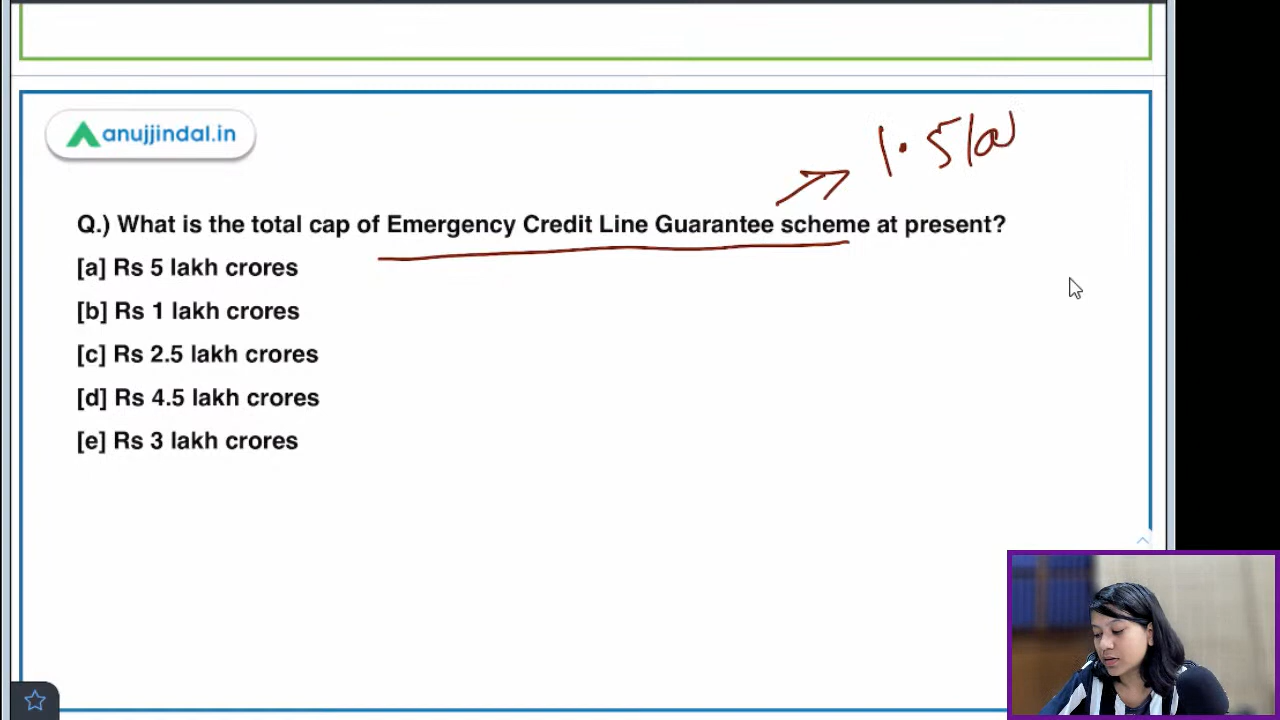 anujjindal.in
1.5 la
Q.) What is the total cap of Emergency Credit Line Guarantee scheme at present?
[a] Rs 5 lakh crores
[b] Rs 1 lakh crores
[c] Rs 2.5 lakh crores
[d] Rs 4.5 lakh crores
[e] Rs 3 lakh crores